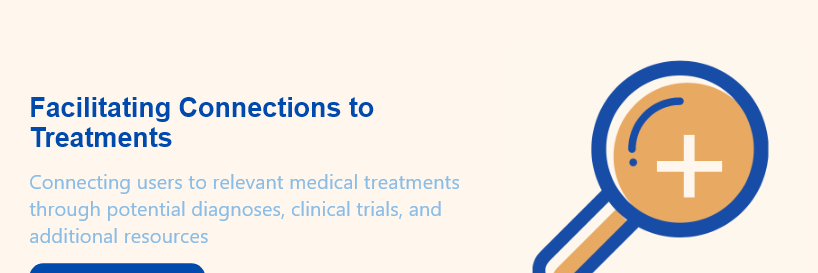 Facilitating Connections to
Treatments
Connecting users to relevant medical treatments
through potential diagnoses, clinical trials, and
additional resources